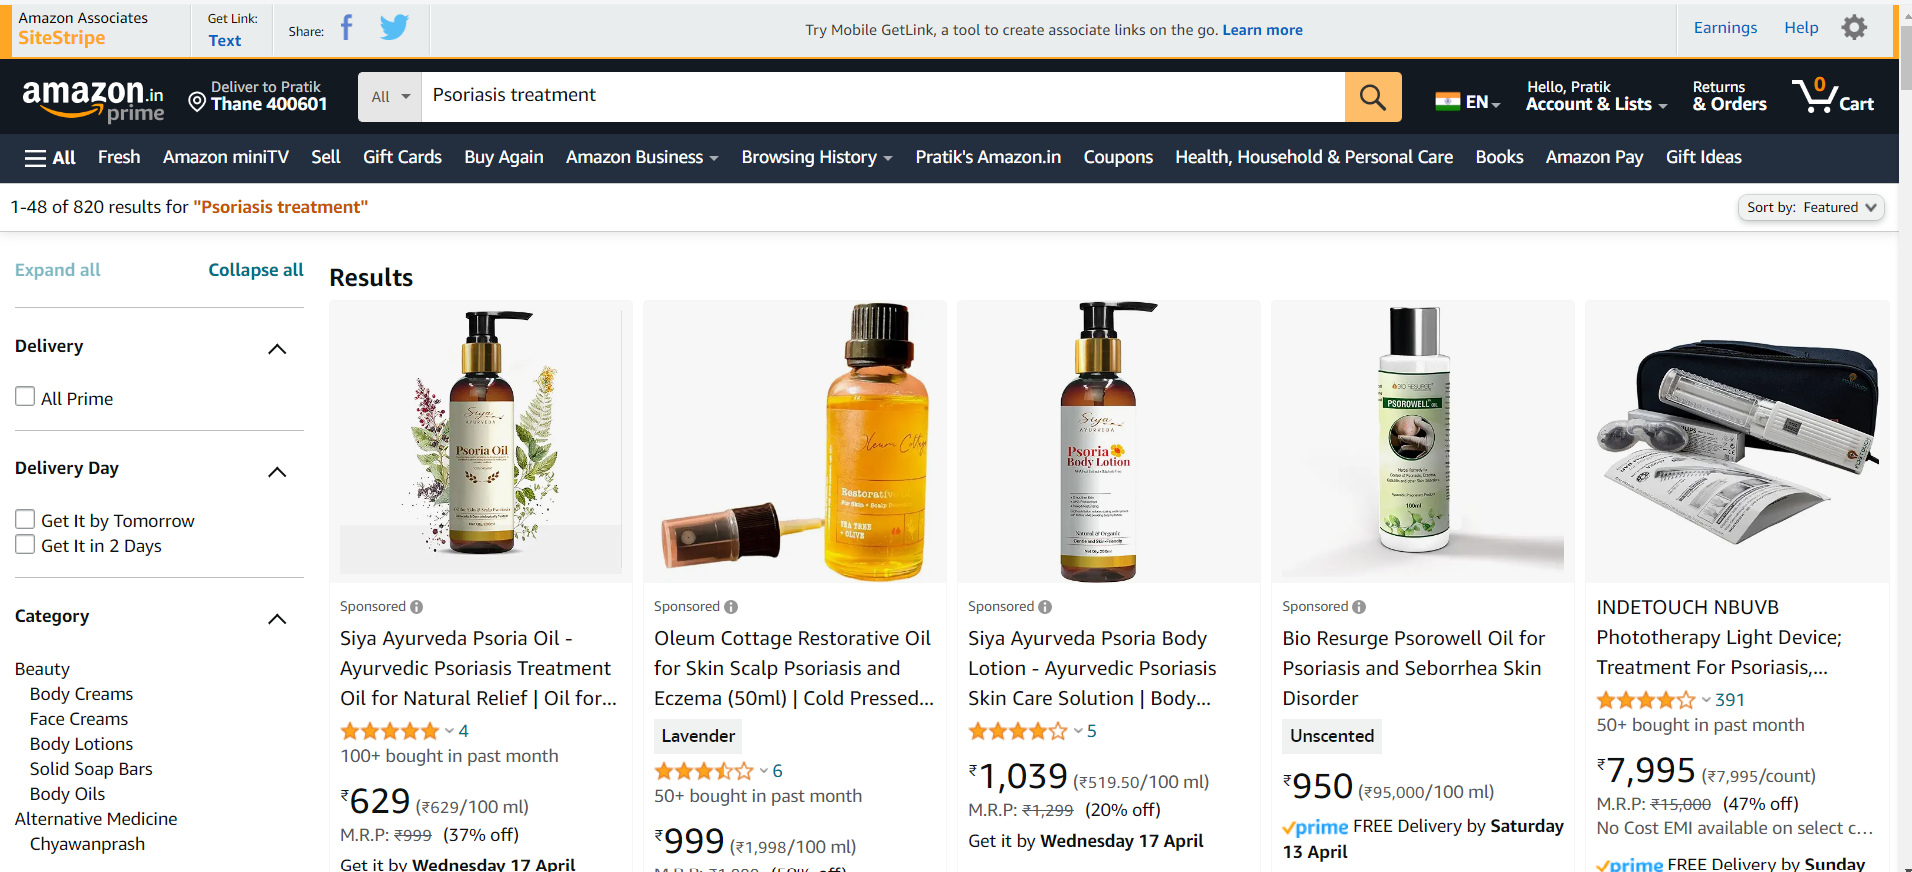 Amazon Associates
SiteStripe
Get Link:
Text
Share:
Try Mobile GetLink, a tool to create associate links on the go. Learn more
Earnings
Help
amazon.in
prime
Deliver to Pratik
Thane 400601
All
Psoriasis treatment
EN
Hello, Pratik
Account & Lists
Returns
& Orders
0
Cart
All
Fresh
Amazon miniTV
Sell
Gift Cards
Buy Again
Amazon Business
Browsing History
Pratik's Amazon.in
Coupons
Health, Household & Personal Care
Books
Amazon Pay
Gift Ideas
1-48 of 820 results for "Psoriasis treatment"
Sort by: Featured
Expand all
Collapse all
Delivery
All Prime
Delivery Day
Get It by Tomorrow
Get It in 2 Days
Category
Beauty
Body Creams
Face Creams
Body Lotions
Solid Soap Bars
Body Oils
Alternative Medicine
Chyawanprash
Results
Siya
AYURVEDA
Psoria Oil
Sponsored
Siya Ayurveda Psoria Oil -
Ayurvedic Psoriasis Treatment
Oil for Natural Relief | Oil for...
4
100+ bought in past month
₹629 (₹629/100 ml)
M.R.P: ₹999 (37% off)
Get it by Wednesday 17 April
Restorative
TEA TREE
+ OLIVE
Sponsored
Oleum Cottage Restorative Oil
for Skin Scalp Psoriasis and
Eczema (50ml) | Cold Pressed...
Lavender
6
50+ bought in past month
₹999 (₹1,998/100 ml)
Siya
AYURVEDA
Psoria
Body Lotion
Natural & Organic
Sponsored
Siya Ayurveda Psoria Body
Lotion - Ayurvedic Psoriasis
Skin Care Solution | Body...
5
₹1,039 (₹519.50/100 ml)
M.R.P: ₹1,299 (20% off)
Get it by Wednesday 17 April
BIO RESURGE
PSOROWELL OIL
100ml
Sponsored
Bio Resurge Psorowell Oil for
Psoriasis and Seborrhea Skin
Disorder
Unscented
₹950 (₹95,000/100 ml)
prime FREE Delivery by Saturday
13 April
INDETOUCH NBUVB
Phototherapy Light Device;
Treatment For Psoriasis,...
391
50+ bought in past month
₹7,995 (₹7,995/count)
M.R.P: ₹15,000 (47% off)
No Cost EMI available on select c...
prime FREE Delivery by Sunday